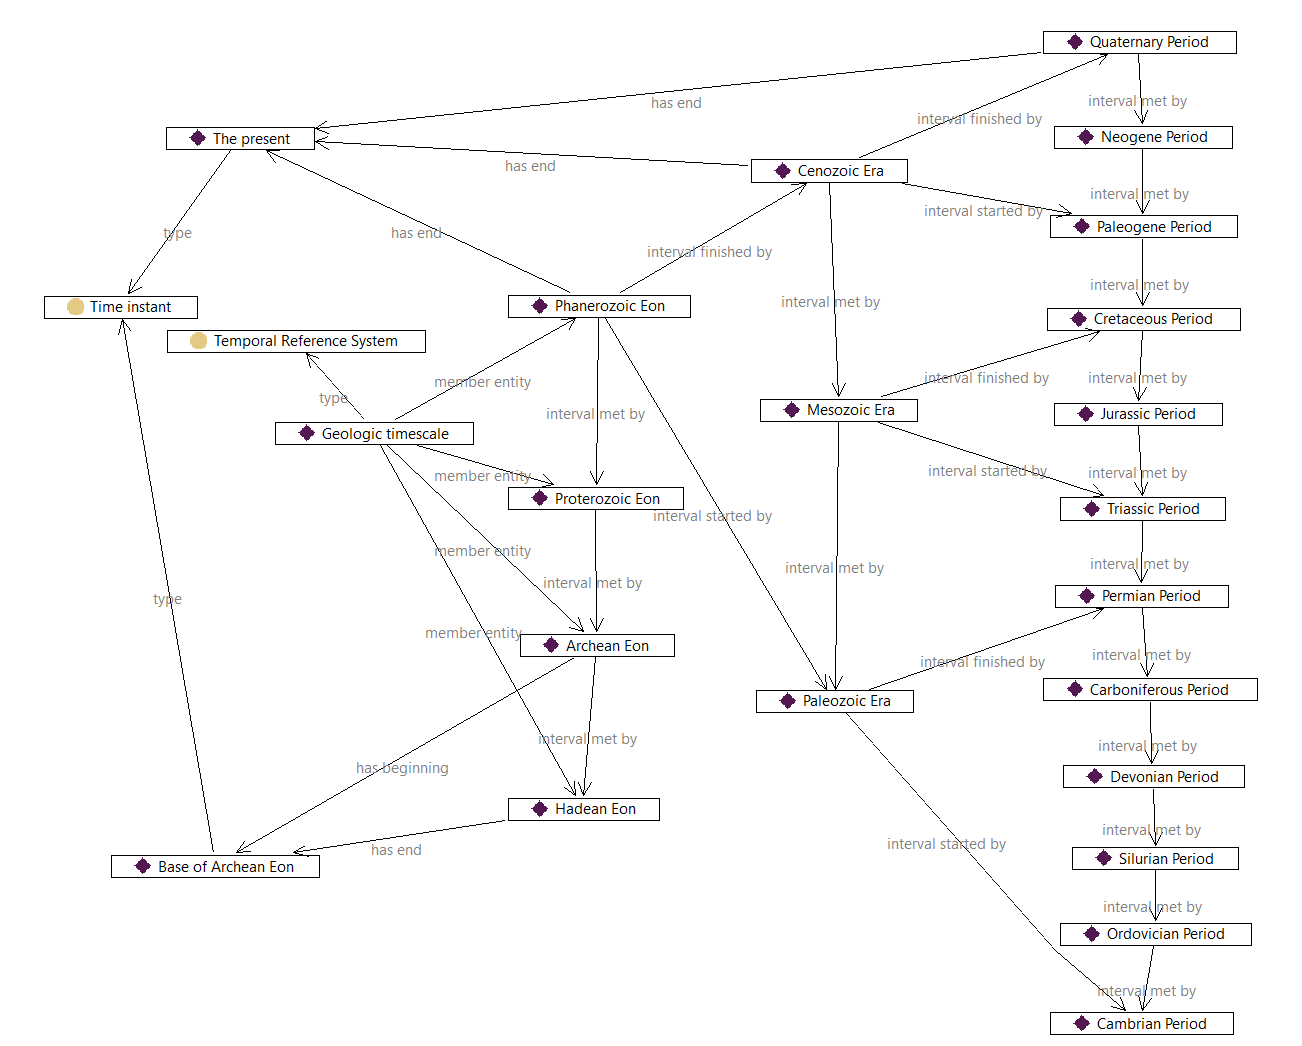 Quaternary Period
has end
interval met by
interval finished by
The present
Neogene Period
has end
Cenozoic Era
interval met by
interval started by
type
has end
Paleogene Period
interval finished by
interval met by
Time instant
Phanerozoic Eon
interval met by
Cretaceous Period
Temporal Reference System
member entity
interval finished by
interval met by
type
interval met by
Mesozoic Era
Jurassic Period
Geologic timescale
member entity
interval started by
interval met by
Proterozoic Eon
Triassic Period
interval started by
member entity
interval met by
interval met by
interval met by
type
Permian Period
member entity
Archean Eon
interval finished by
interval met by
Carboniferous Period
Paleozoic Era
interval met by
interval met by
has beginning
Devonian Period
Hadean Eon
interval met by
has end
interval started by
Base of Archean Eon
Silurian Period
interval met by
Ordovician Period
interval met by
Cambrian Period